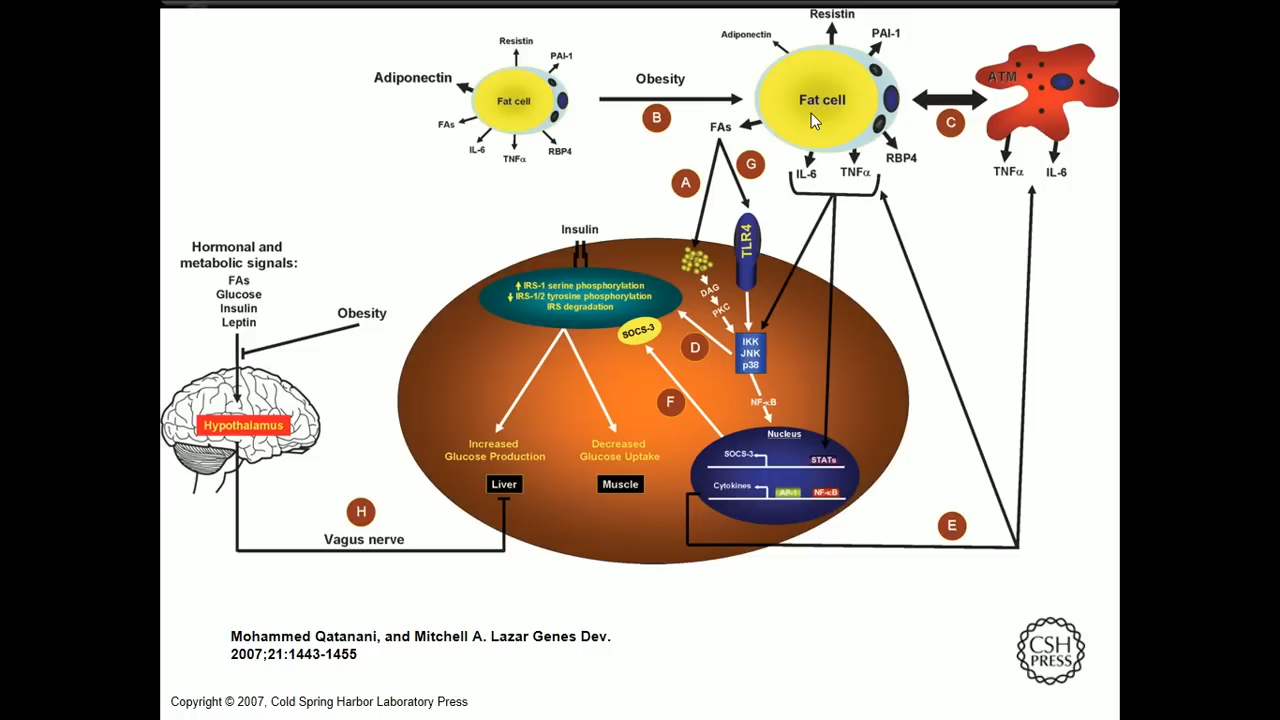 Resistin
PAI-1
Adiponectin
Fat cell
FAs
IL-6
TNFα
RBP4
Obesity
B
Resistin
Adiponectin
PAI-1
Fat cell
FAs
IL-6
TNFα
RBP4
C
ATM
TNFα
IL-6
A
G
TLR4
Insulin
IRS-1 serine phosphorylation
IRS-1/2 tyrosine phosphorylation
IRS degradation
SOCS-3
DAG
PKC
D
IKK
JNK
p38
NF-κB
F
Hormonal and
metabolic signals:
FAs
Glucose
Insulin
Leptin
Obesity
Hypothalamus
Increased
Glucose Production
Liver
Decreased
Glucose Uptake
Muscle
Nucleus
SOCS-3
STATs
Cytokines
AP-1
NF-κB
H
Vagus nerve
E
Mohammed Qatanani, and Mitchell A. Lazar Genes Dev.
2007;21:1443-1455
CSH
PRESS
Copyright © 2007, Cold Spring Harbor Laboratory Press